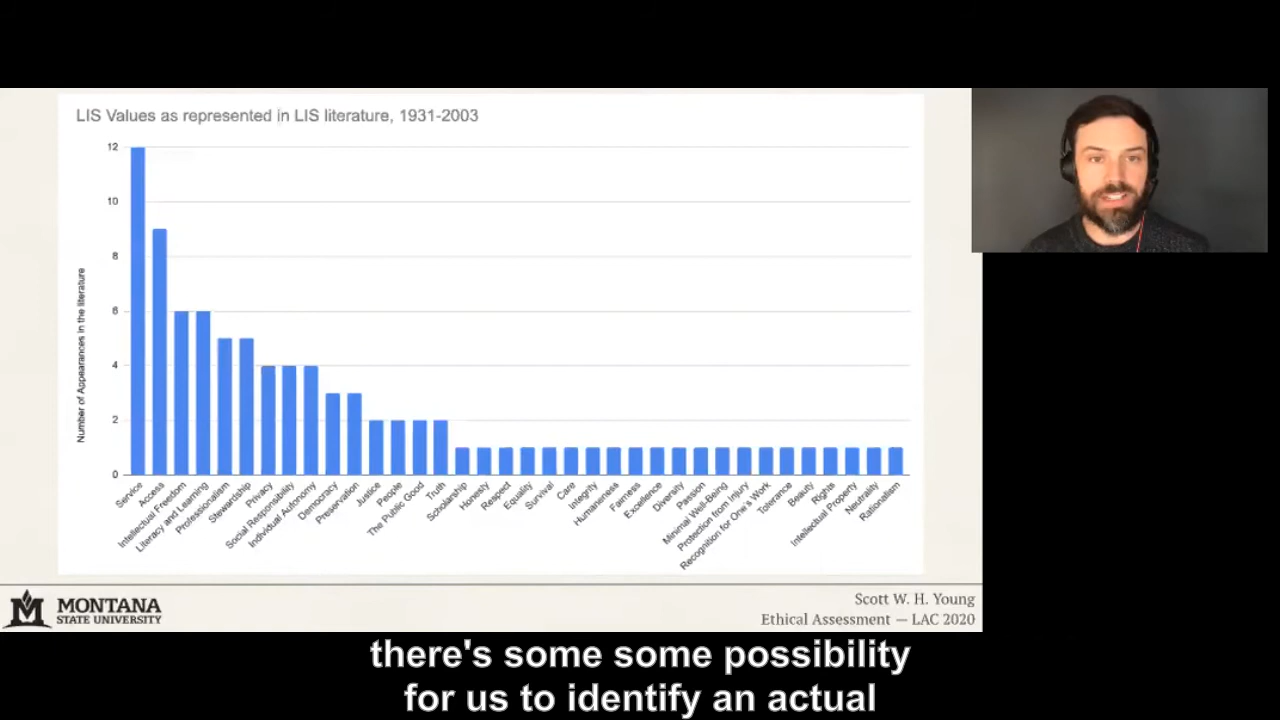 LIS Values as represented in LIS literature, 1931-2003
Number of Appearances in the literature
12
10
8
6
4
2
0
Service
Access
Intellectual Freedom
Literacy and Learning
Professionalism
Stewardship
Privacy
Social Responsibility
Individual Autonomy
Democracy
Preservation
Justice
People
The Public Good
Truth
Scholarship
Honesty
Respect
Equality
Survival
Care
Integrity
Humaneness
Fairness
Excellence
Diversity
Passion
Minimal Well-Being
Protection from Injury
Recognition for One's Work
Tolerance
Beauty
Rights
Intellectual Property
Neutrality
Rationalism
MONTANA
STATE UNIVERSITY
Scott W. H. Young
Ethical Assessment — LAC 2020
there's some some possibility
for us to identify an actual